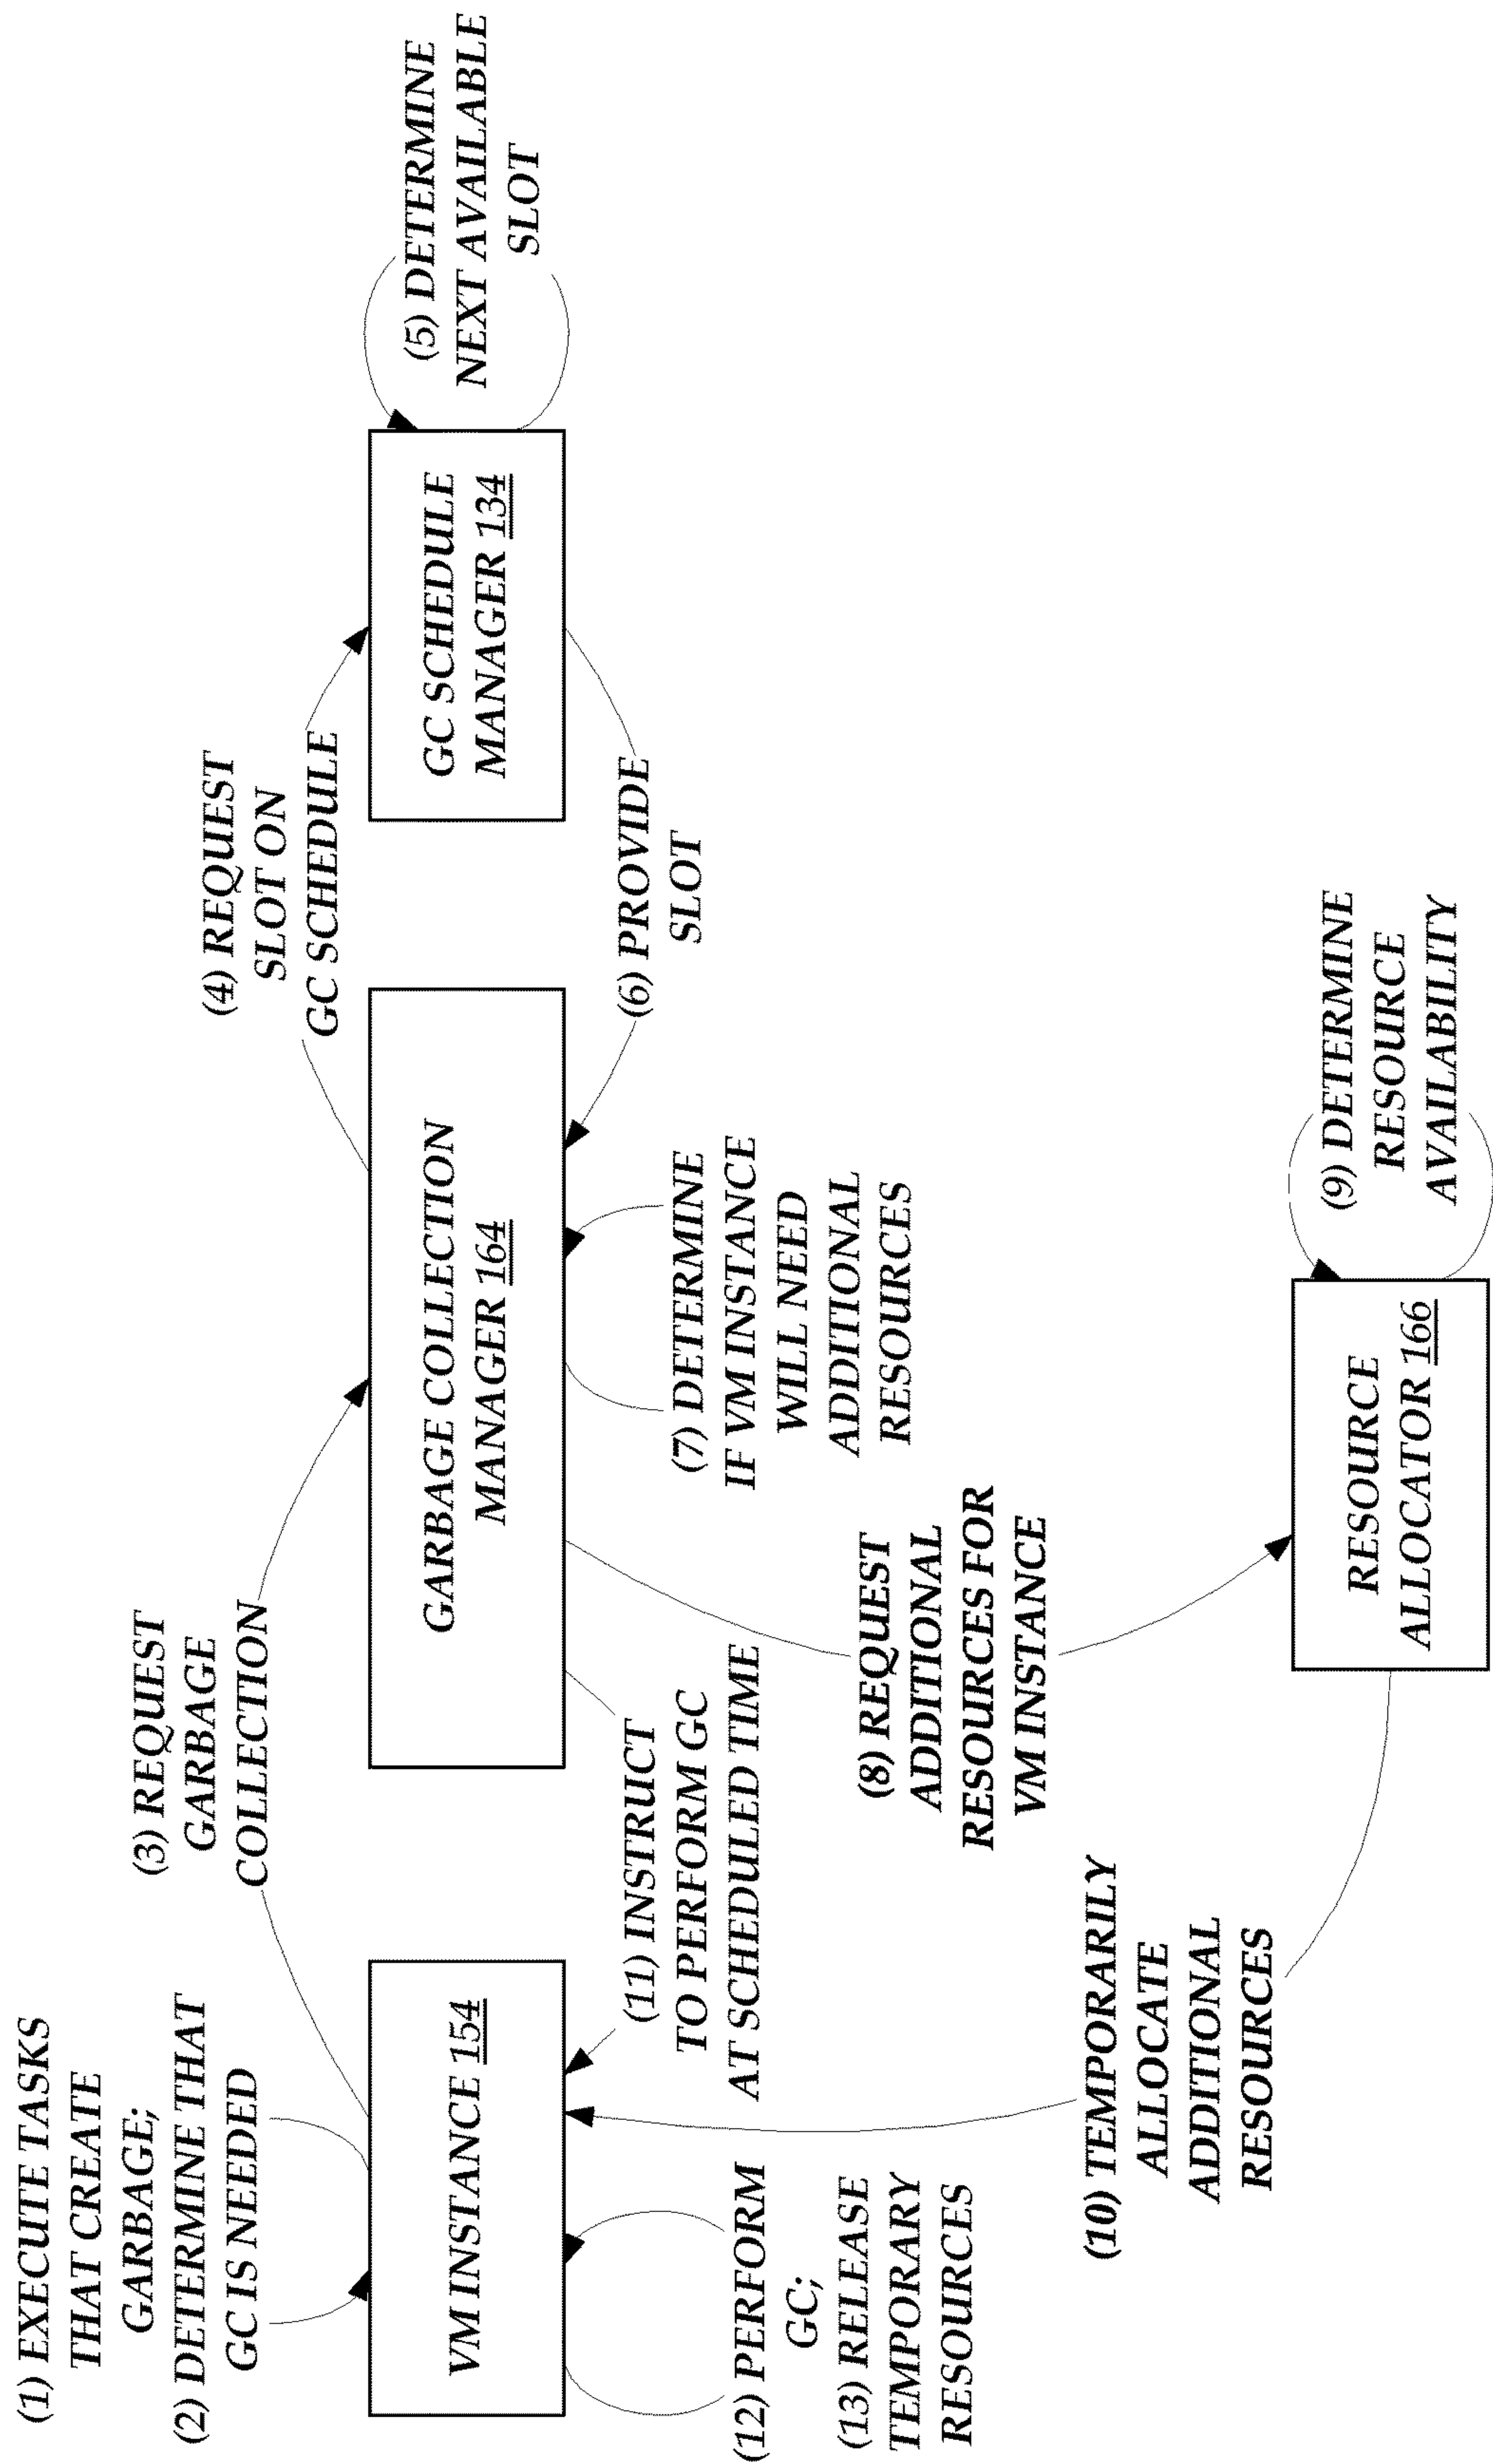 (1) EXECUTE TASKS
THAT CREATE
GARBAGE;
(2) DETERMINE THAT
GC IS NEEDED
(3) REQUEST
GARBAGE
COLLECTION
(4) REQUEST
SLOT ON
GC SCHEDULE
(5) DETERMINE
NEXT AVAILABLE
SLOT
VM INSTANCE 154
GARBAGE COLLECTION
MANAGER 164
GC SCHEDULE
MANAGER 134
(6) PROVIDE
SLOT
(7) DETERMINE
IF VM INSTANCE
WILL NEED
ADDITIONAL
RESOURCES
(8) REQUEST
ADDITIONAL
RESOURCES FOR
VM INSTANCE
RESOURCE
ALLOCATOR 166
(9) DETERMINE
RESOURCE
AVAILABILITY
(10) TEMPORARILY
ALLOCATE
ADDITIONAL
RESOURCES
(11) INSTRUCT
TO PERFORM GC
AT SCHEDULED TIME
(12) PERFORM
GC;
(13) RELEASE
TEMPORARY
RESOURCES